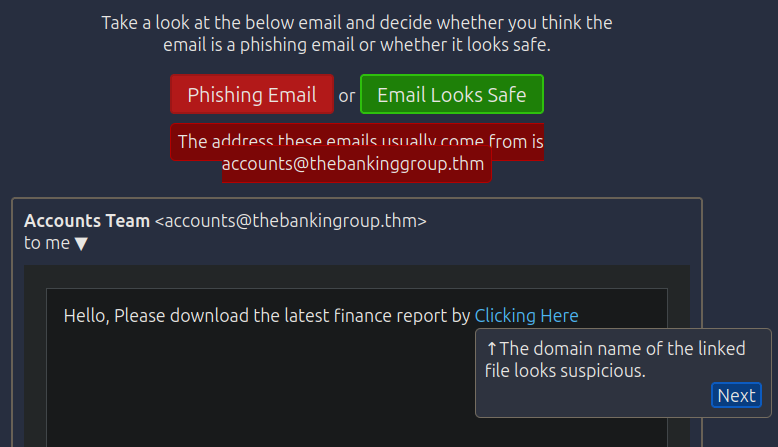 Take a look at the below email and decide whether you think the
email is a phishing email or whether it looks safe.
Phishing Email or Email Looks Safe
The address these emails usually come from is
accounts@thebankinggroup.thm
Accounts Team <accounts@thebankingroup.thm>
to me ▼
Hello, Please download the latest finance report by Clicking Here
↑The domain name of the linked
file looks suspicious.
Next